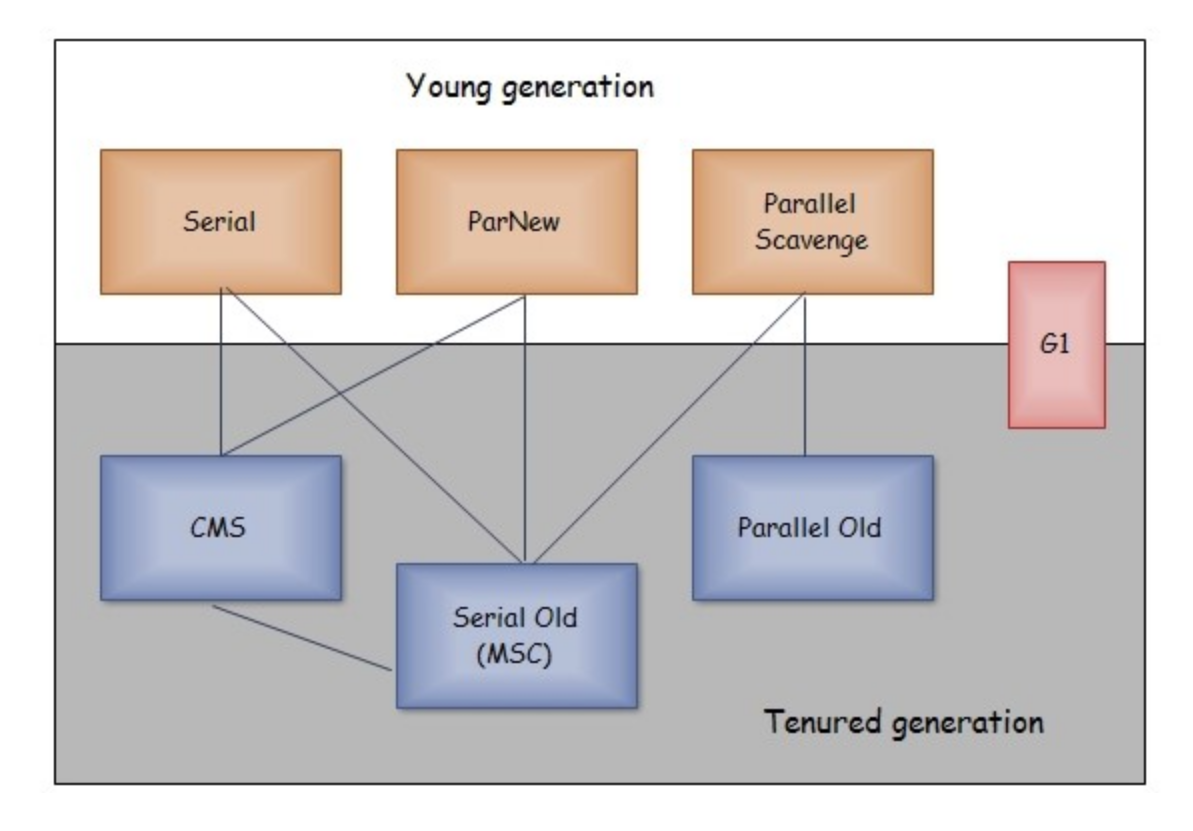 Young generation
Serial
ParNew
Parallel
Scavenge
G1
CMS
Parallel Old
Serial Old
(MSC)
Tenured generation